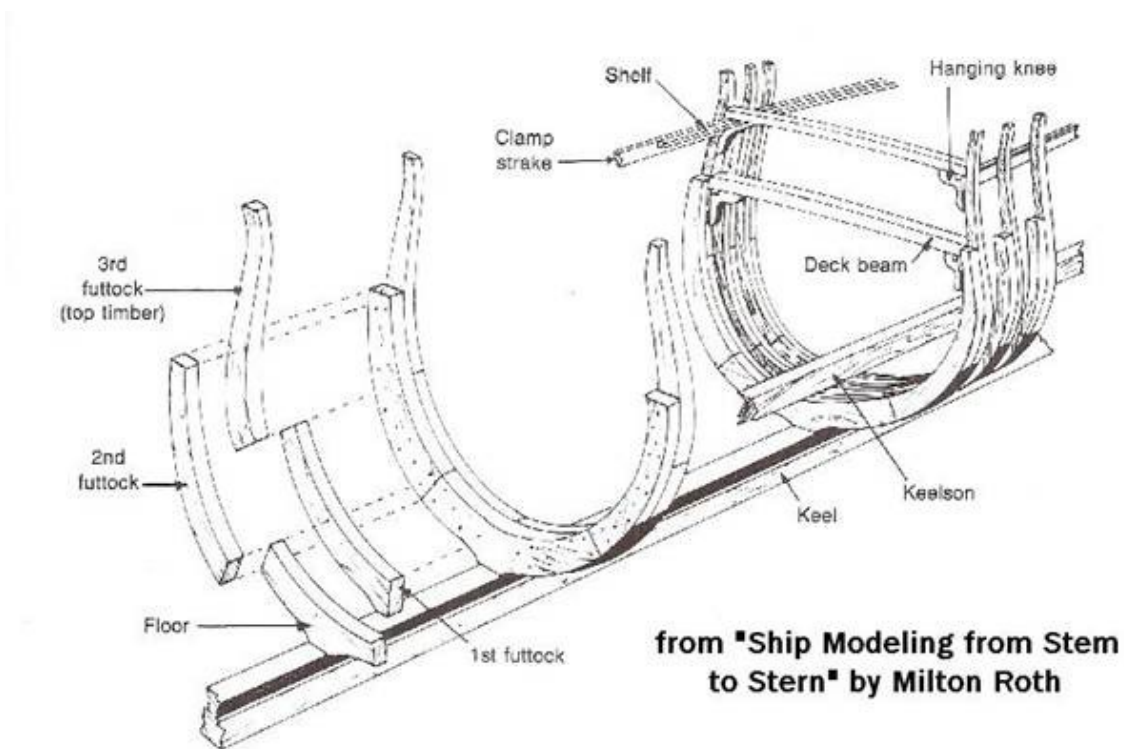 Shelf
Hanging knee
Clamp
strake
3rd
futtock
(top timber)
Deck beam
2nd
futtock
Keelson
Keel
Floor
1st futtock
from "Ship Modeling from Stem
to Stern" by Milton Roth